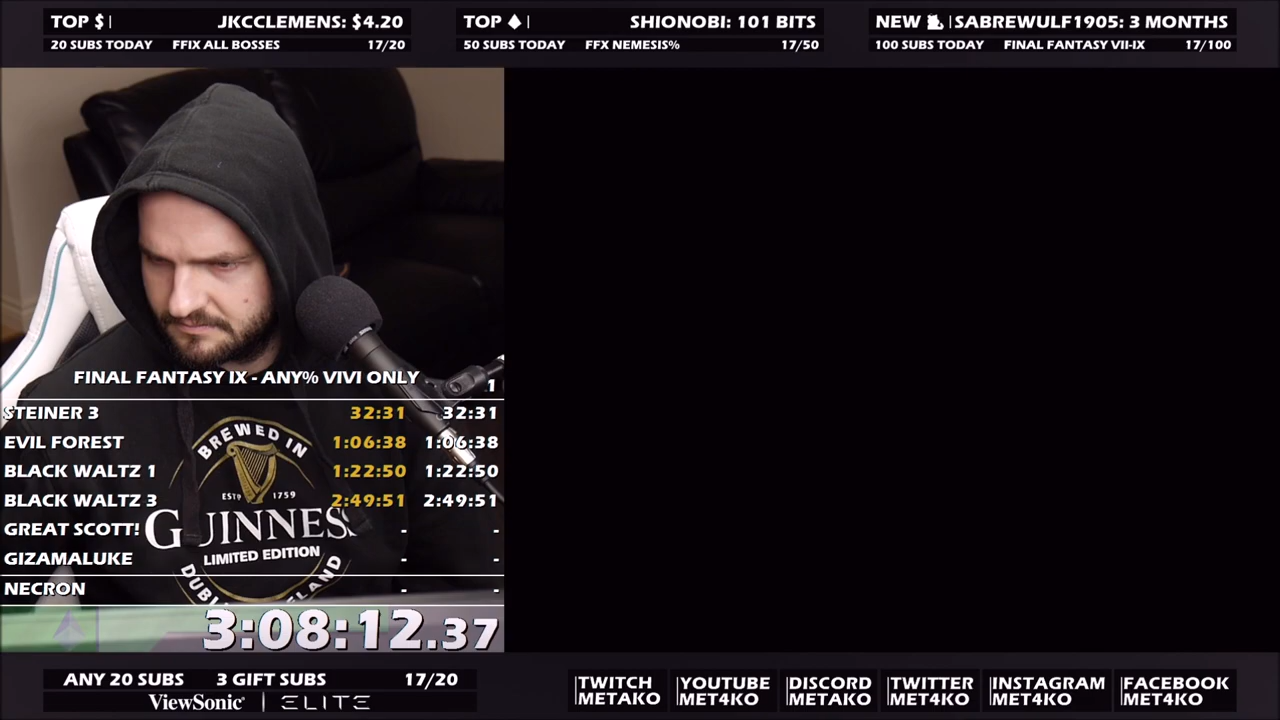 TOP $ | JKCCLEMENS: $4.20
20 SUBS TODAY FFIX ALL BOSSES 17/20
TOP | SHIONOBI: 101 BITS
50 SUBS TODAY FFX NEMESIS% 17/50
NEW | SABREWULF1905: 3 MONTHS
100 SUBS TODAY FINAL FANTASY VII-IX 17/100
FINAL FANTASY IX - ANY% VIVI ONLY
1
STEINER 3 32:31 32:31
EVIL FOREST 1:06:38 1:06:38
BLACK WALTZ 1 1:22:50 1:22:50
BLACK WALTZ 3 2:49:51 2:49:51
GREAT SCOTT! - -
GIZAMALUKE - -
NECRON - -
3:08:12.37
BREWED IN
ESTD 1759
GUINNESS
LIMITED EDITION
ANY 20 SUBS 3 GIFT SUBS 17/20
ViewSonic | ELITE
TWITCH
METAKO
YOUTUBE
MET4KO
DISCORD
METAKO
TWITTER
MET4KO
INSTAGRAM
MET4KO
FACEBOOK
MET4KO